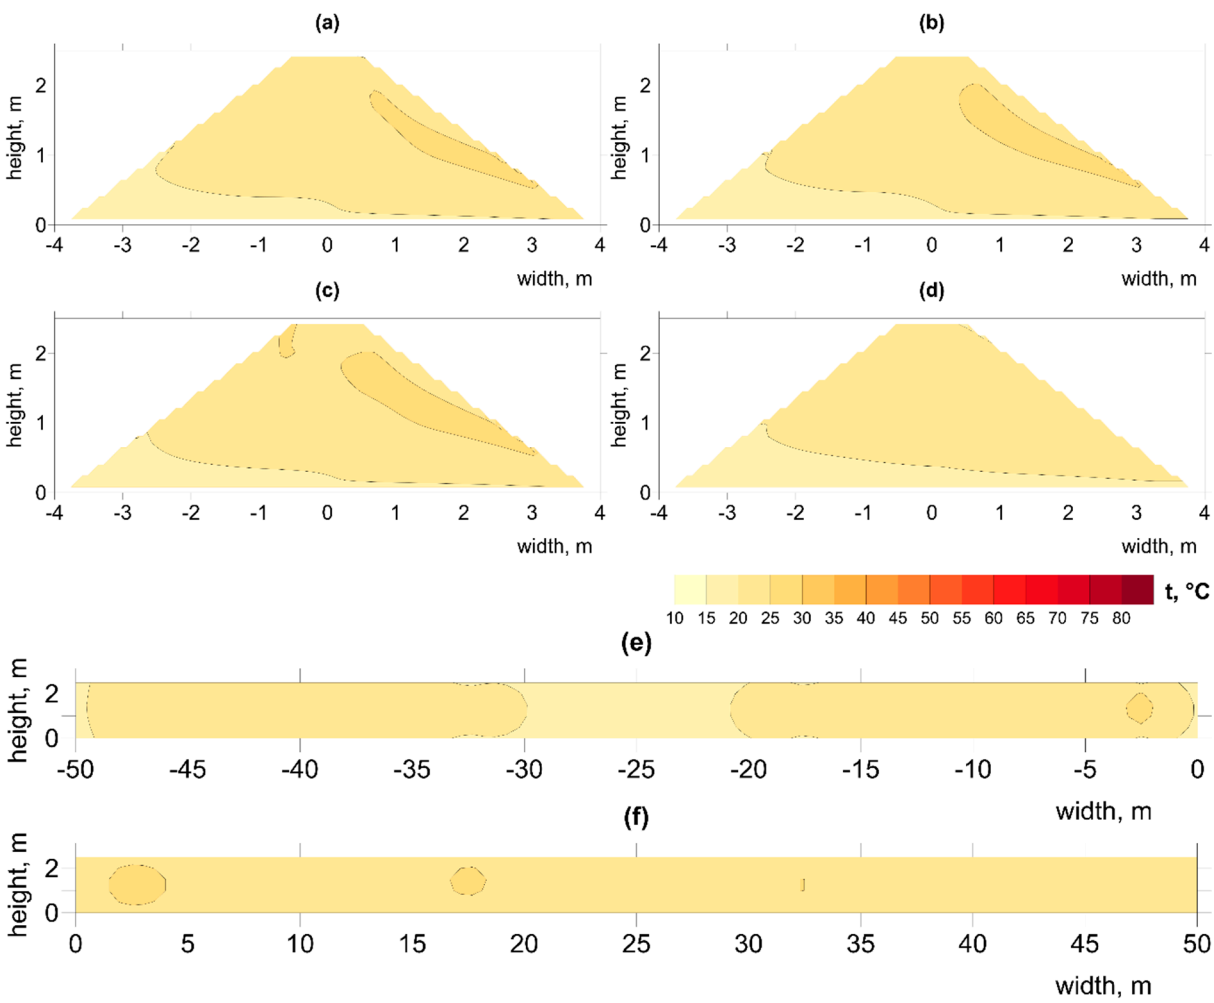 (a)
height, m
2
1
0
-4 -3 -2 -1 0 1 2 3 4
width, m
(b)
height, m
2
1
0
-4 -3 -2 -1 0 1 2 3 4
width, m
(c)
height, m
2
1
0
-4 -3 -2 -1 0 1 2 3 4
width, m
(d)
height, m
2
1
0
-4 -3 -2 -1 0 1 2 3 4
width, m
t, °C
10 15 20 25 30 35 40 45 50 55 60 65 70 75 80
(e)
height, m
2
0
-50 -45 -40 -35 -30 -25 -20 -15 -10 -5 0
width, m
(f)
height, m
2
0
0 5 10 15 20 25 30 35 40 45 50
width, m